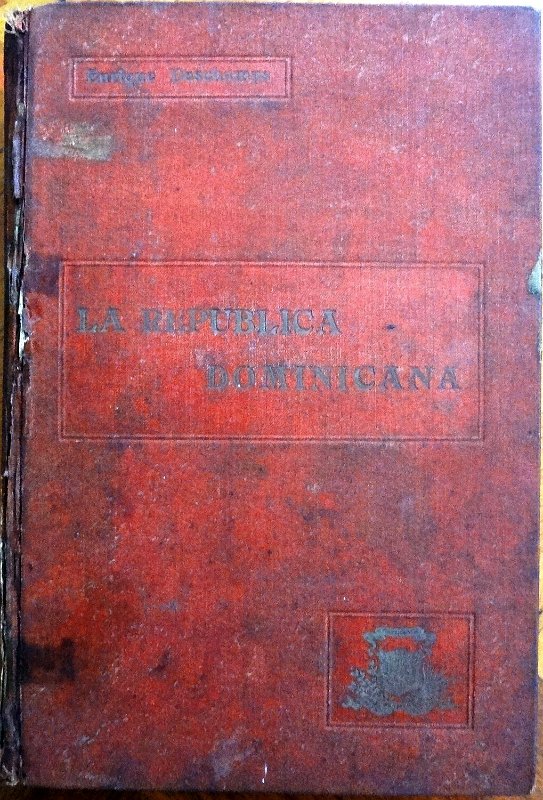 Enrique Deschamps
LA REPUBLICA
DOMINICANA